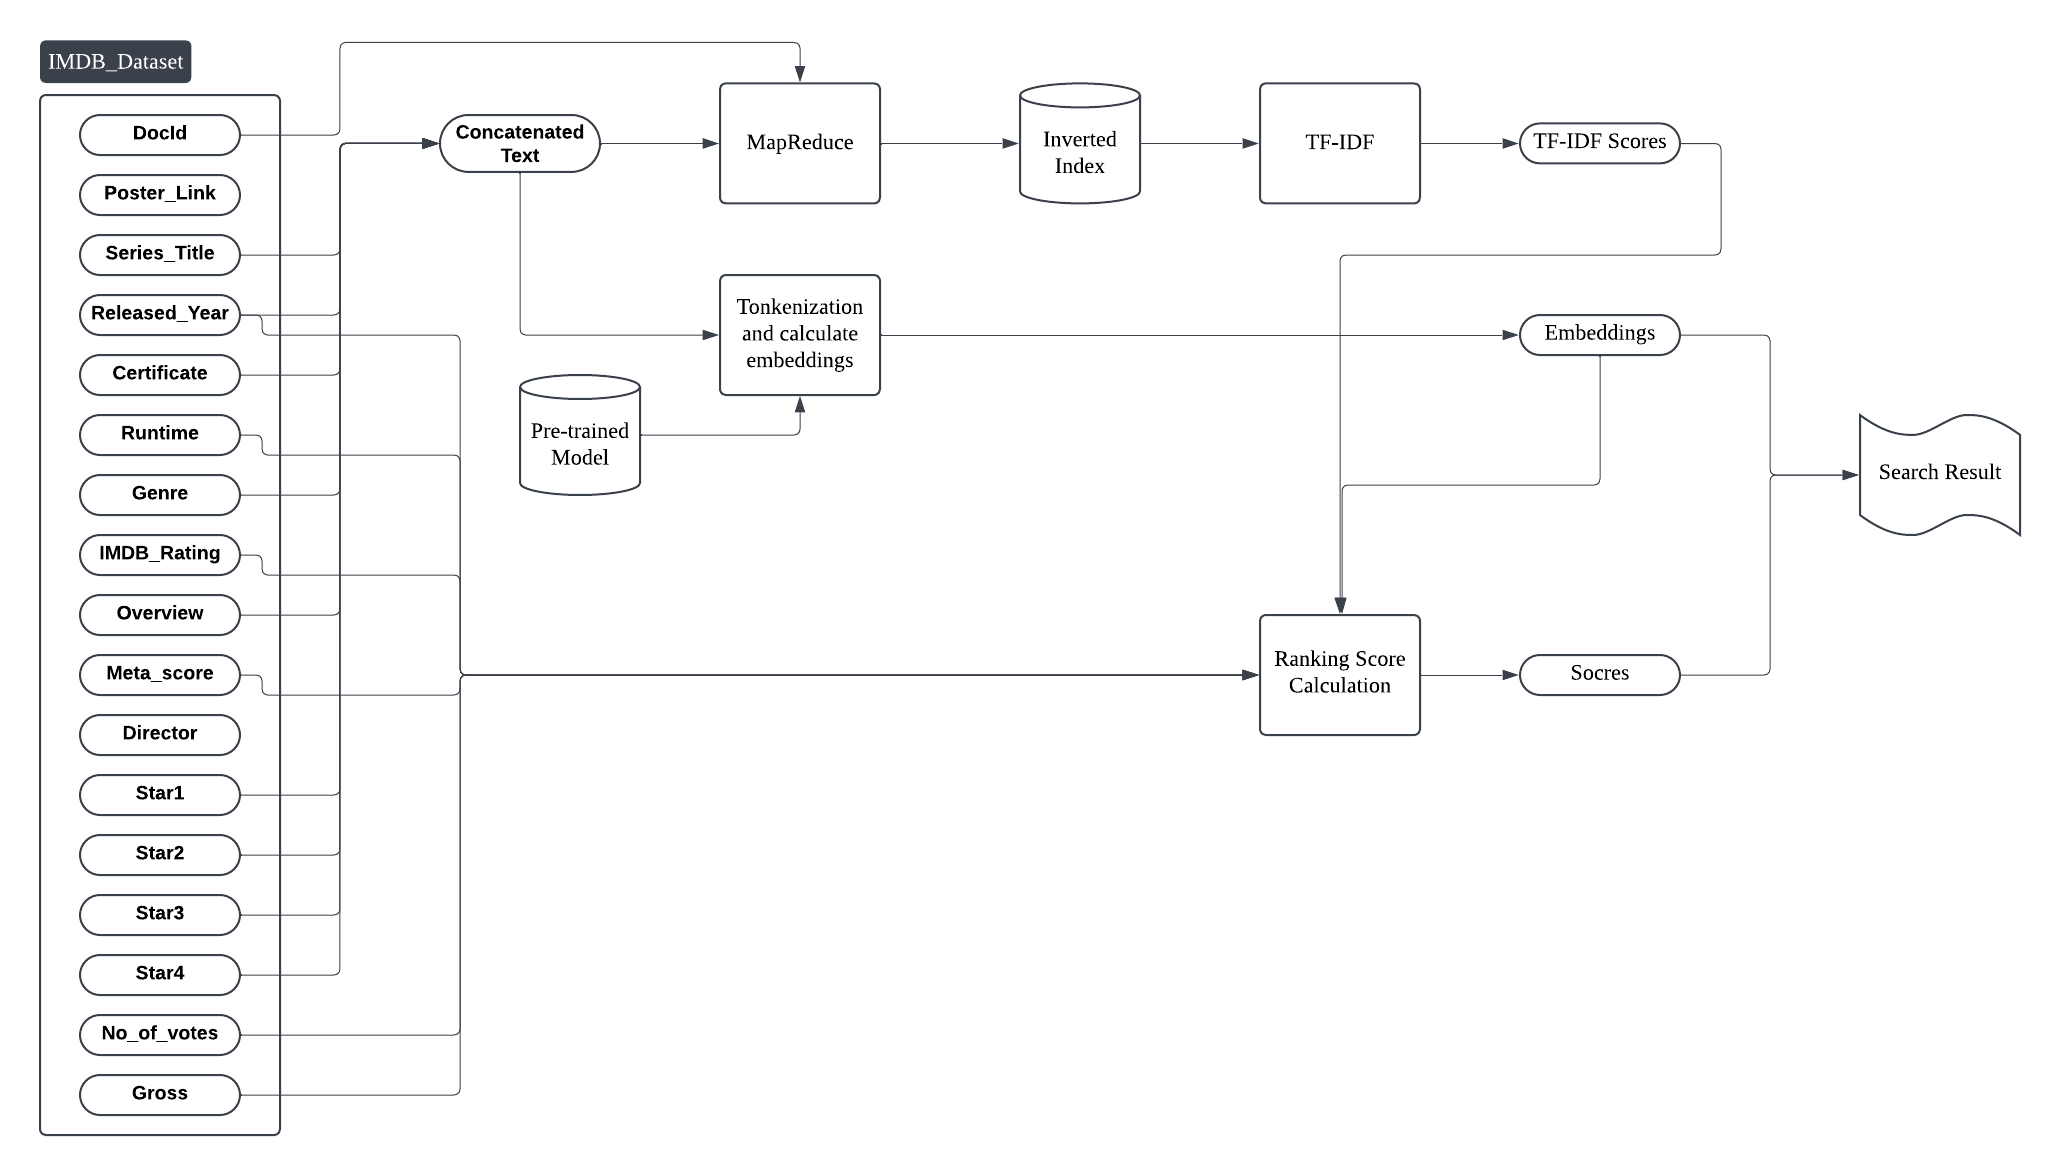 IMDB_Dataset
DocId
Poster_Link
Series_Title
Released_Year
Certificate
Runtime
Genre
IMDB_Rating
Overview
Meta_score
Director
Star1
Star2
Star3
Star4
No_of_votes
Gross
Concatenated
Text
MapReduce
Inverted
Index
TF-IDF
TF-IDF Scores
Tonkenization
and calculate
embeddings
Pre-trained
Model
Embeddings
Ranking Score
Calculation
Socres
Search Result